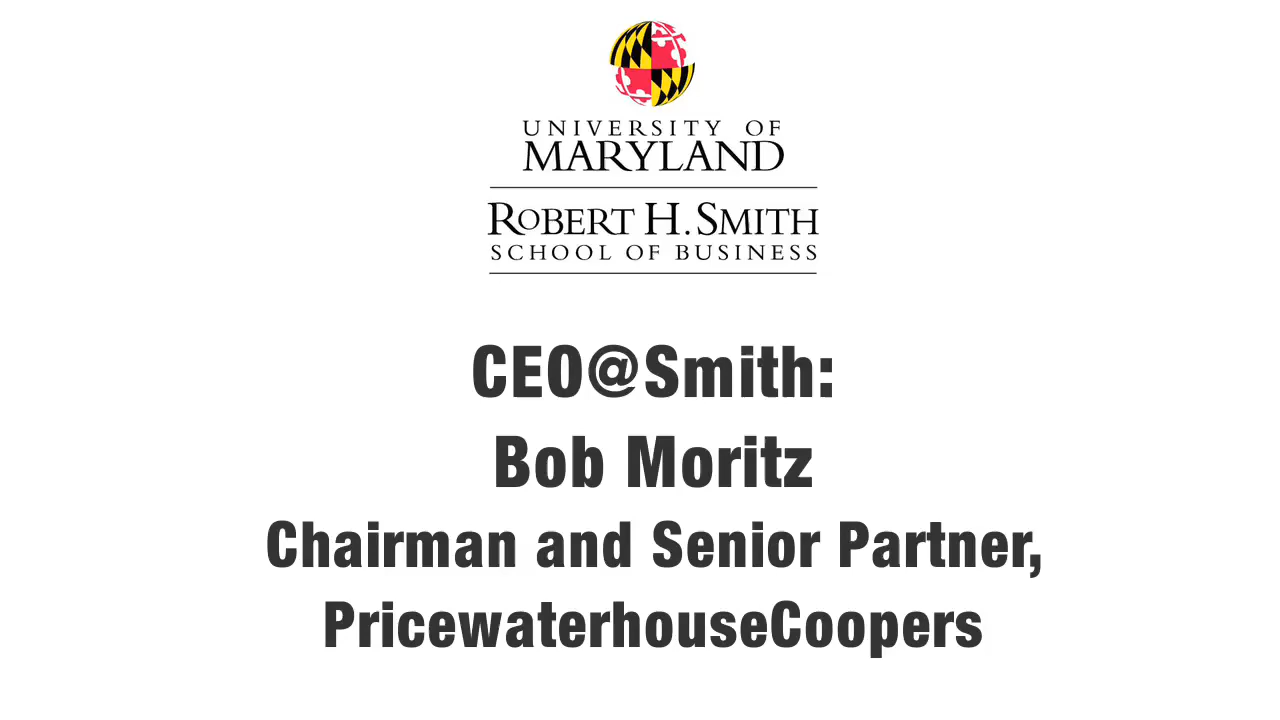 UNIVERSITY OF
MARYLAND
ROBERT H. SMITH
SCHOOL OF BUSINESS
CEO@Smith:
Bob Moritz
Chairman and Senior Partner,
PricewaterhouseCoopers